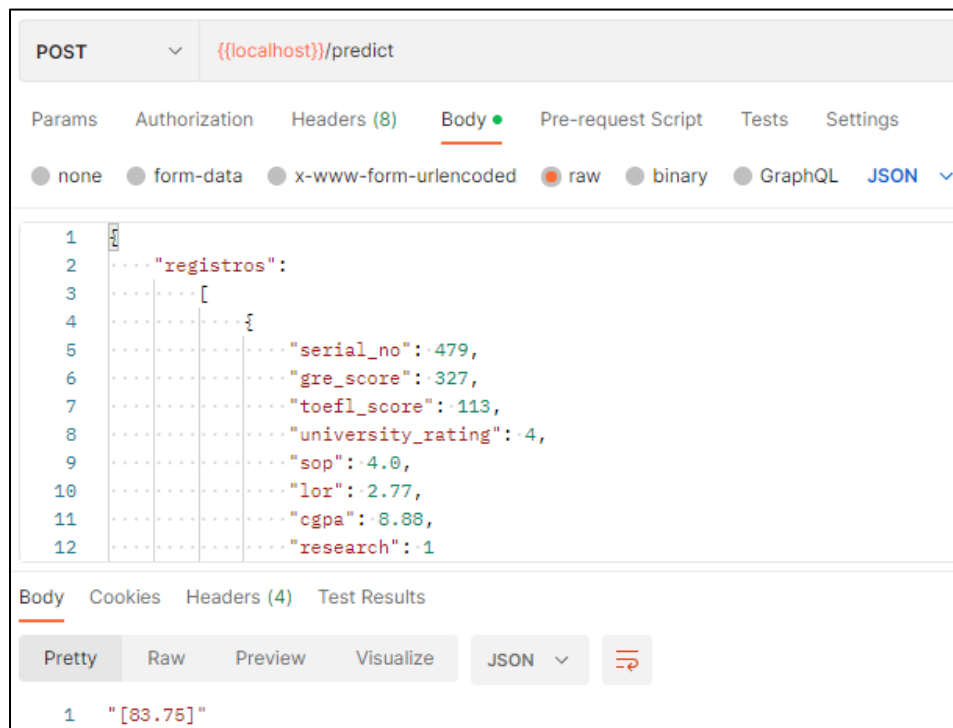 POST {{localhost}}/predict
Params Authorization Headers (8) Body Pre-request Script Tests Settings
none form-data x-www-form-urlencoded raw binary GraphQL JSON
1 {
2 "registros":
3 [
4 {
5 "serial_no": 479,
6 "gre_score": 327,
7 "toefl_score": 113,
8 "university_rating": 4,
9 "sop": 4.0,
10 "lor": 2.77,
11 "cgpa": 8.88,
12 "research": 1
Body Cookies Headers (4) Test Results
Pretty Raw Preview Visualize JSON
1 "[83.75]"